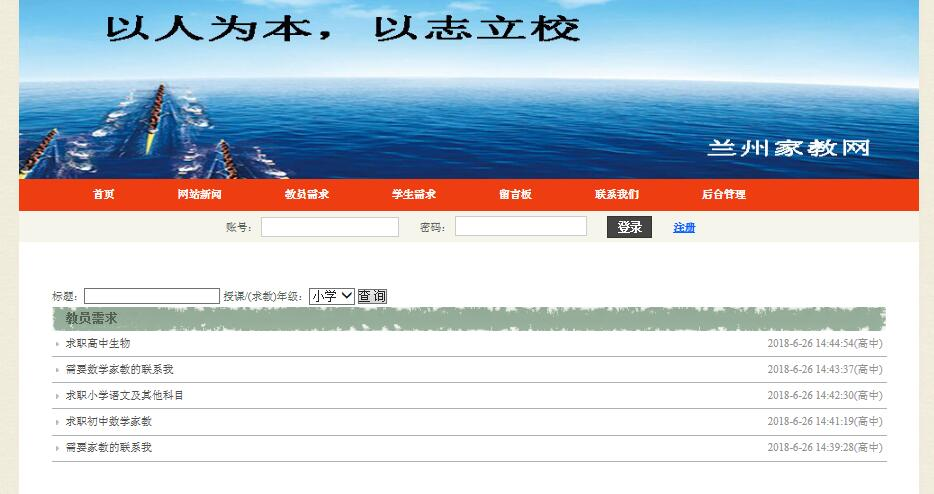 以人为本，以志立校
兰州家教网
首页 网站新闻 教员需求 学生需求 留言板 联系我们 后台管理
账号： 密码： 登录 注册
标题： 授课/(求教)年级： 小学 查询
教员需求
求职高中生物 2018-6-26 14:44:54(高中)
需要数学家教的联系我 2018-6-26 14:43:37(高中)
求职小学语文及其他科目 2018-6-26 14:42:30(高中)
求职初中数学家教 2018-6-26 14:41:19(高中)
需要家教的联系我 2018-6-26 14:39:28(高中)